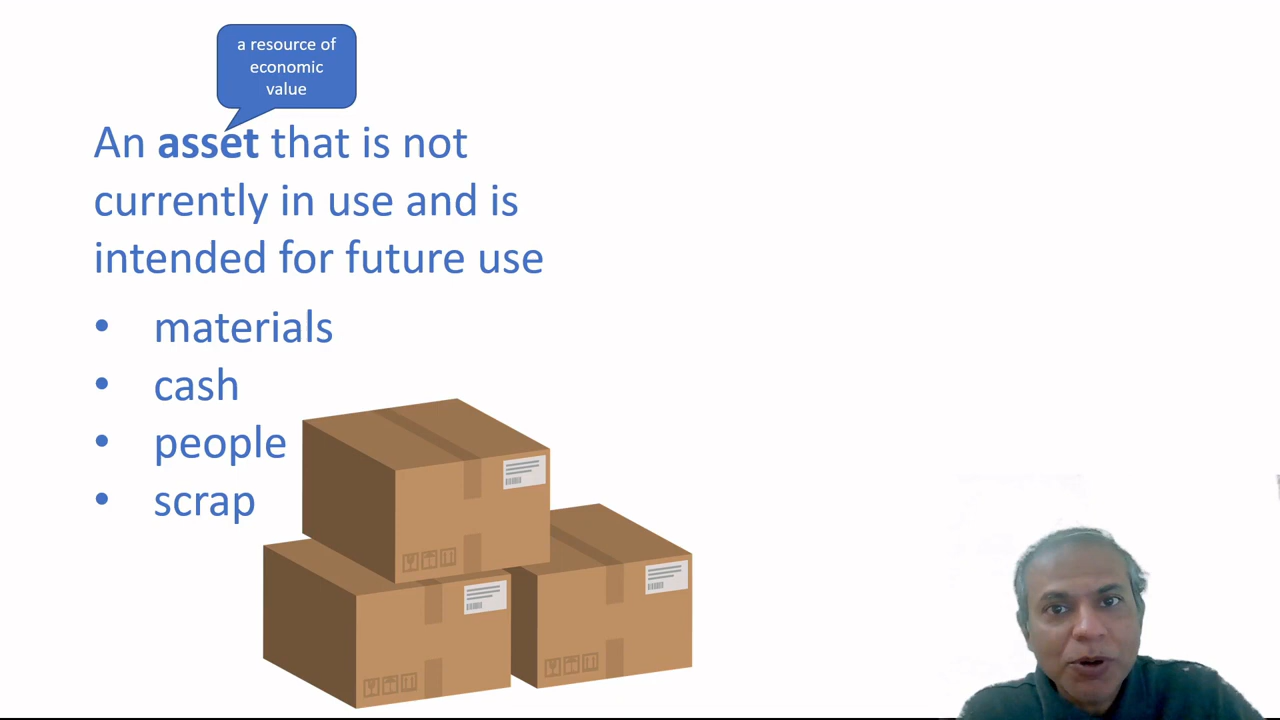 a resource of
economic
value
An asset that is not
currently in use and is
intended for future use
• materials
• cash
• people
• scrap